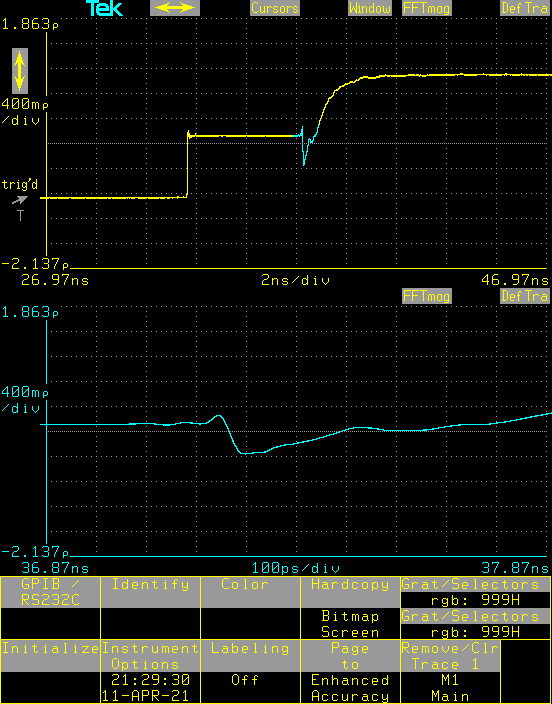 Tek Cursors Window FFTmag DefTra
1.863ρ
400mρ
/div
trig'd
T
-2.137ρ
26.97ns 2ns/div 46.97ns
FFTmag DefTra
1.863ρ
400mρ
/div
-2.137ρ
36.87ns 100ps/div 37.87ns
GPIB / Identify Color Hardcopy Grat/Selectors
RS232C rgb: 999H
Bitmap Grat/Selectors
Screen rgb: 999H
Initialize Instrument Labeling Page Remove/Clr
Options to Trace 1
21:29:30 Off Enhanced M1
11-APR-21 Accuracy Main